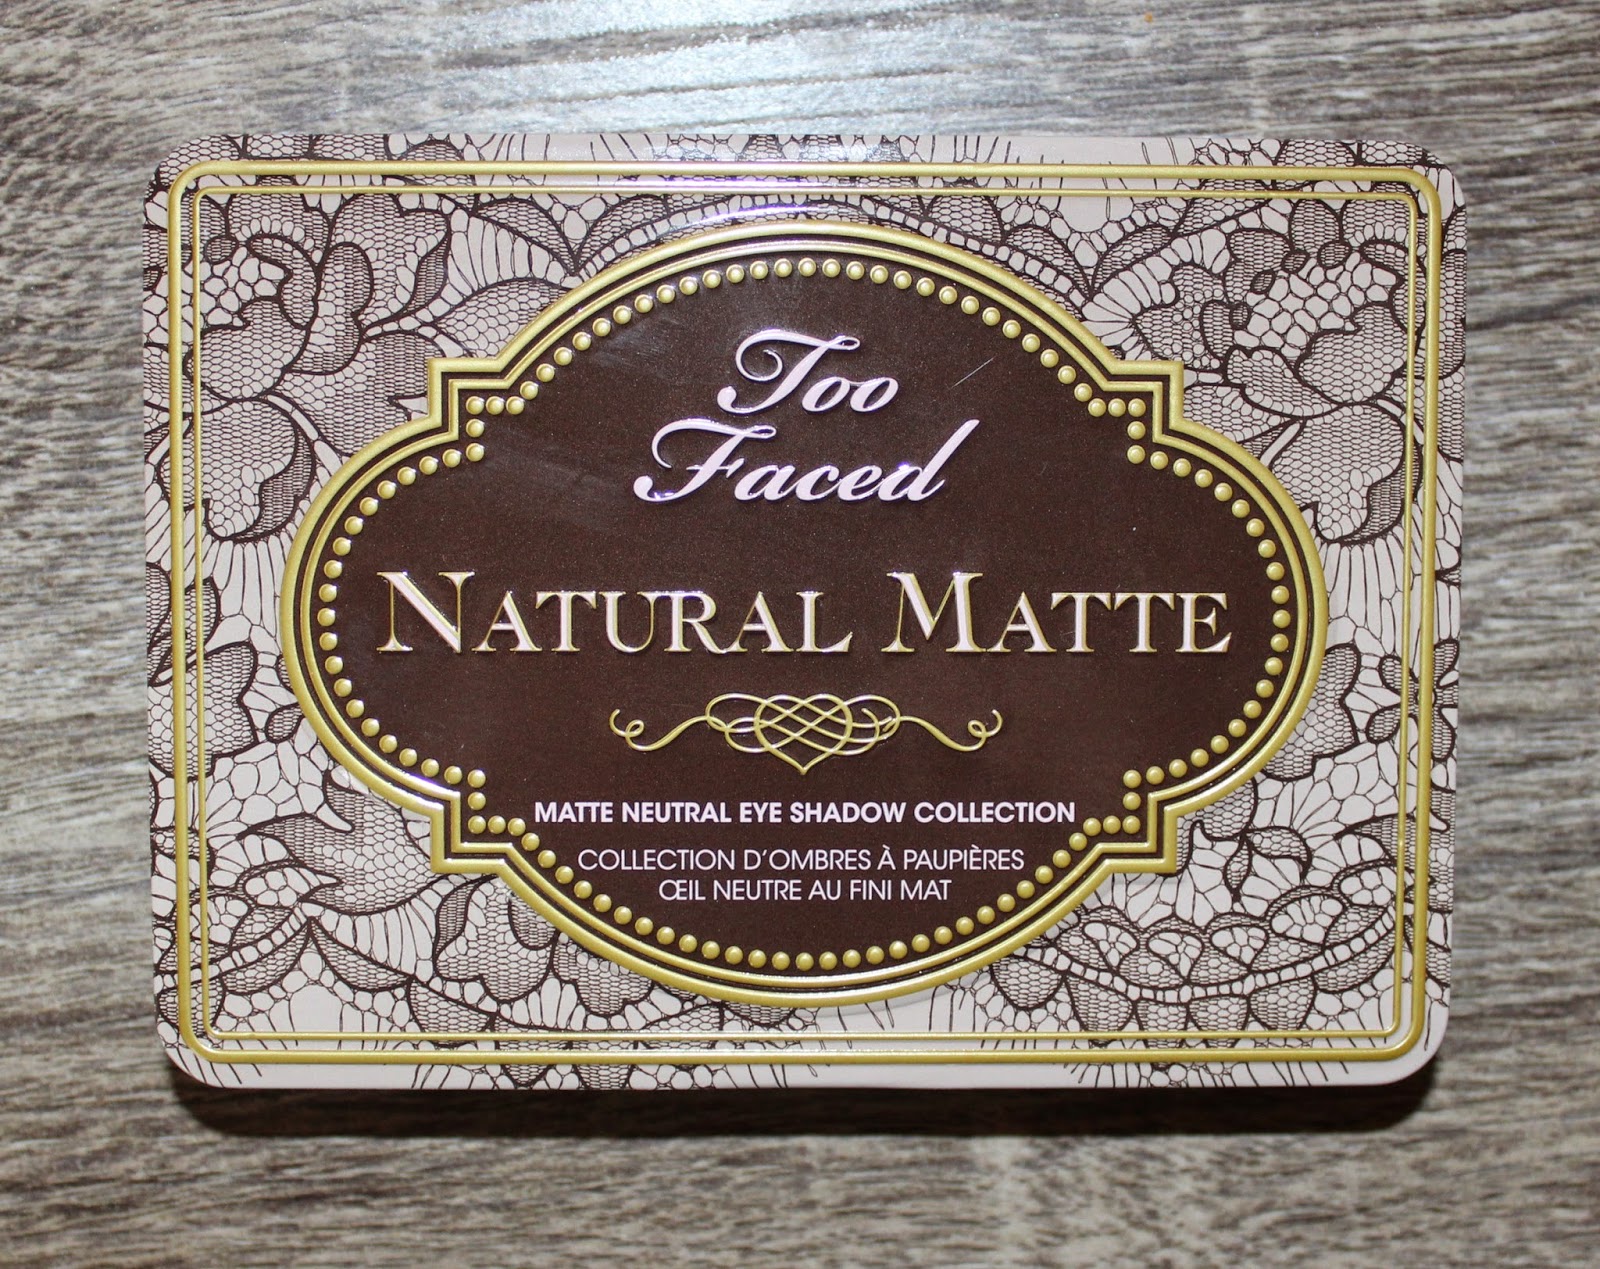 Too
Faced
NATURAL MATTE
MATTE NEUTRAL EYE SHADOW COLLECTION
COLLECTION D'OMBRES À PAUPIÈRES
ŒIL NEUTRE AU FINI MAT